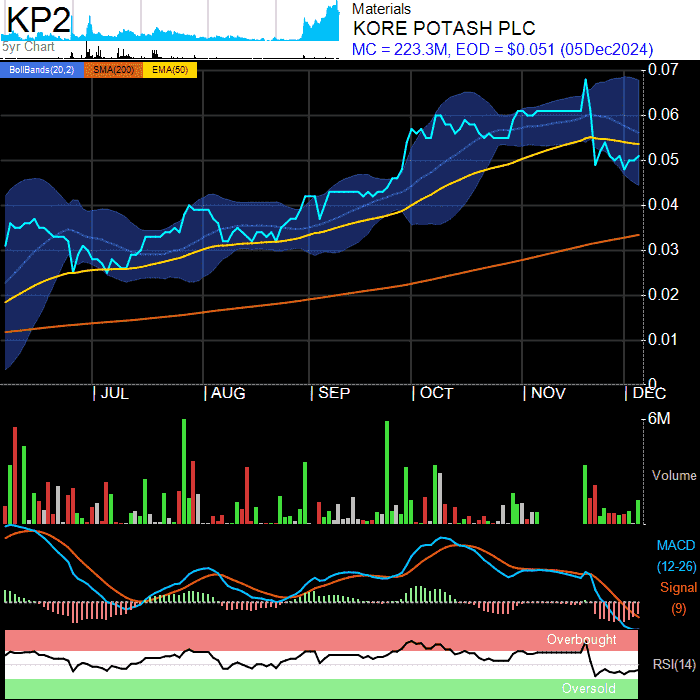 KP2
5yr Chart
Materials
KORE POTASH PLC
MC = 223.3M, EOD = $0.051 (05Dec2024)
BollBands(20,2) SMA(200) EMA(50)
0.07
0.06
0.05
0.04
0.03
0.02
0.01
0
JUL AUG SEP OCT NOV DEC
6M
Volume
MACD
(12-26)
Signal
(9)
Overbought
RSI(14)
Oversold